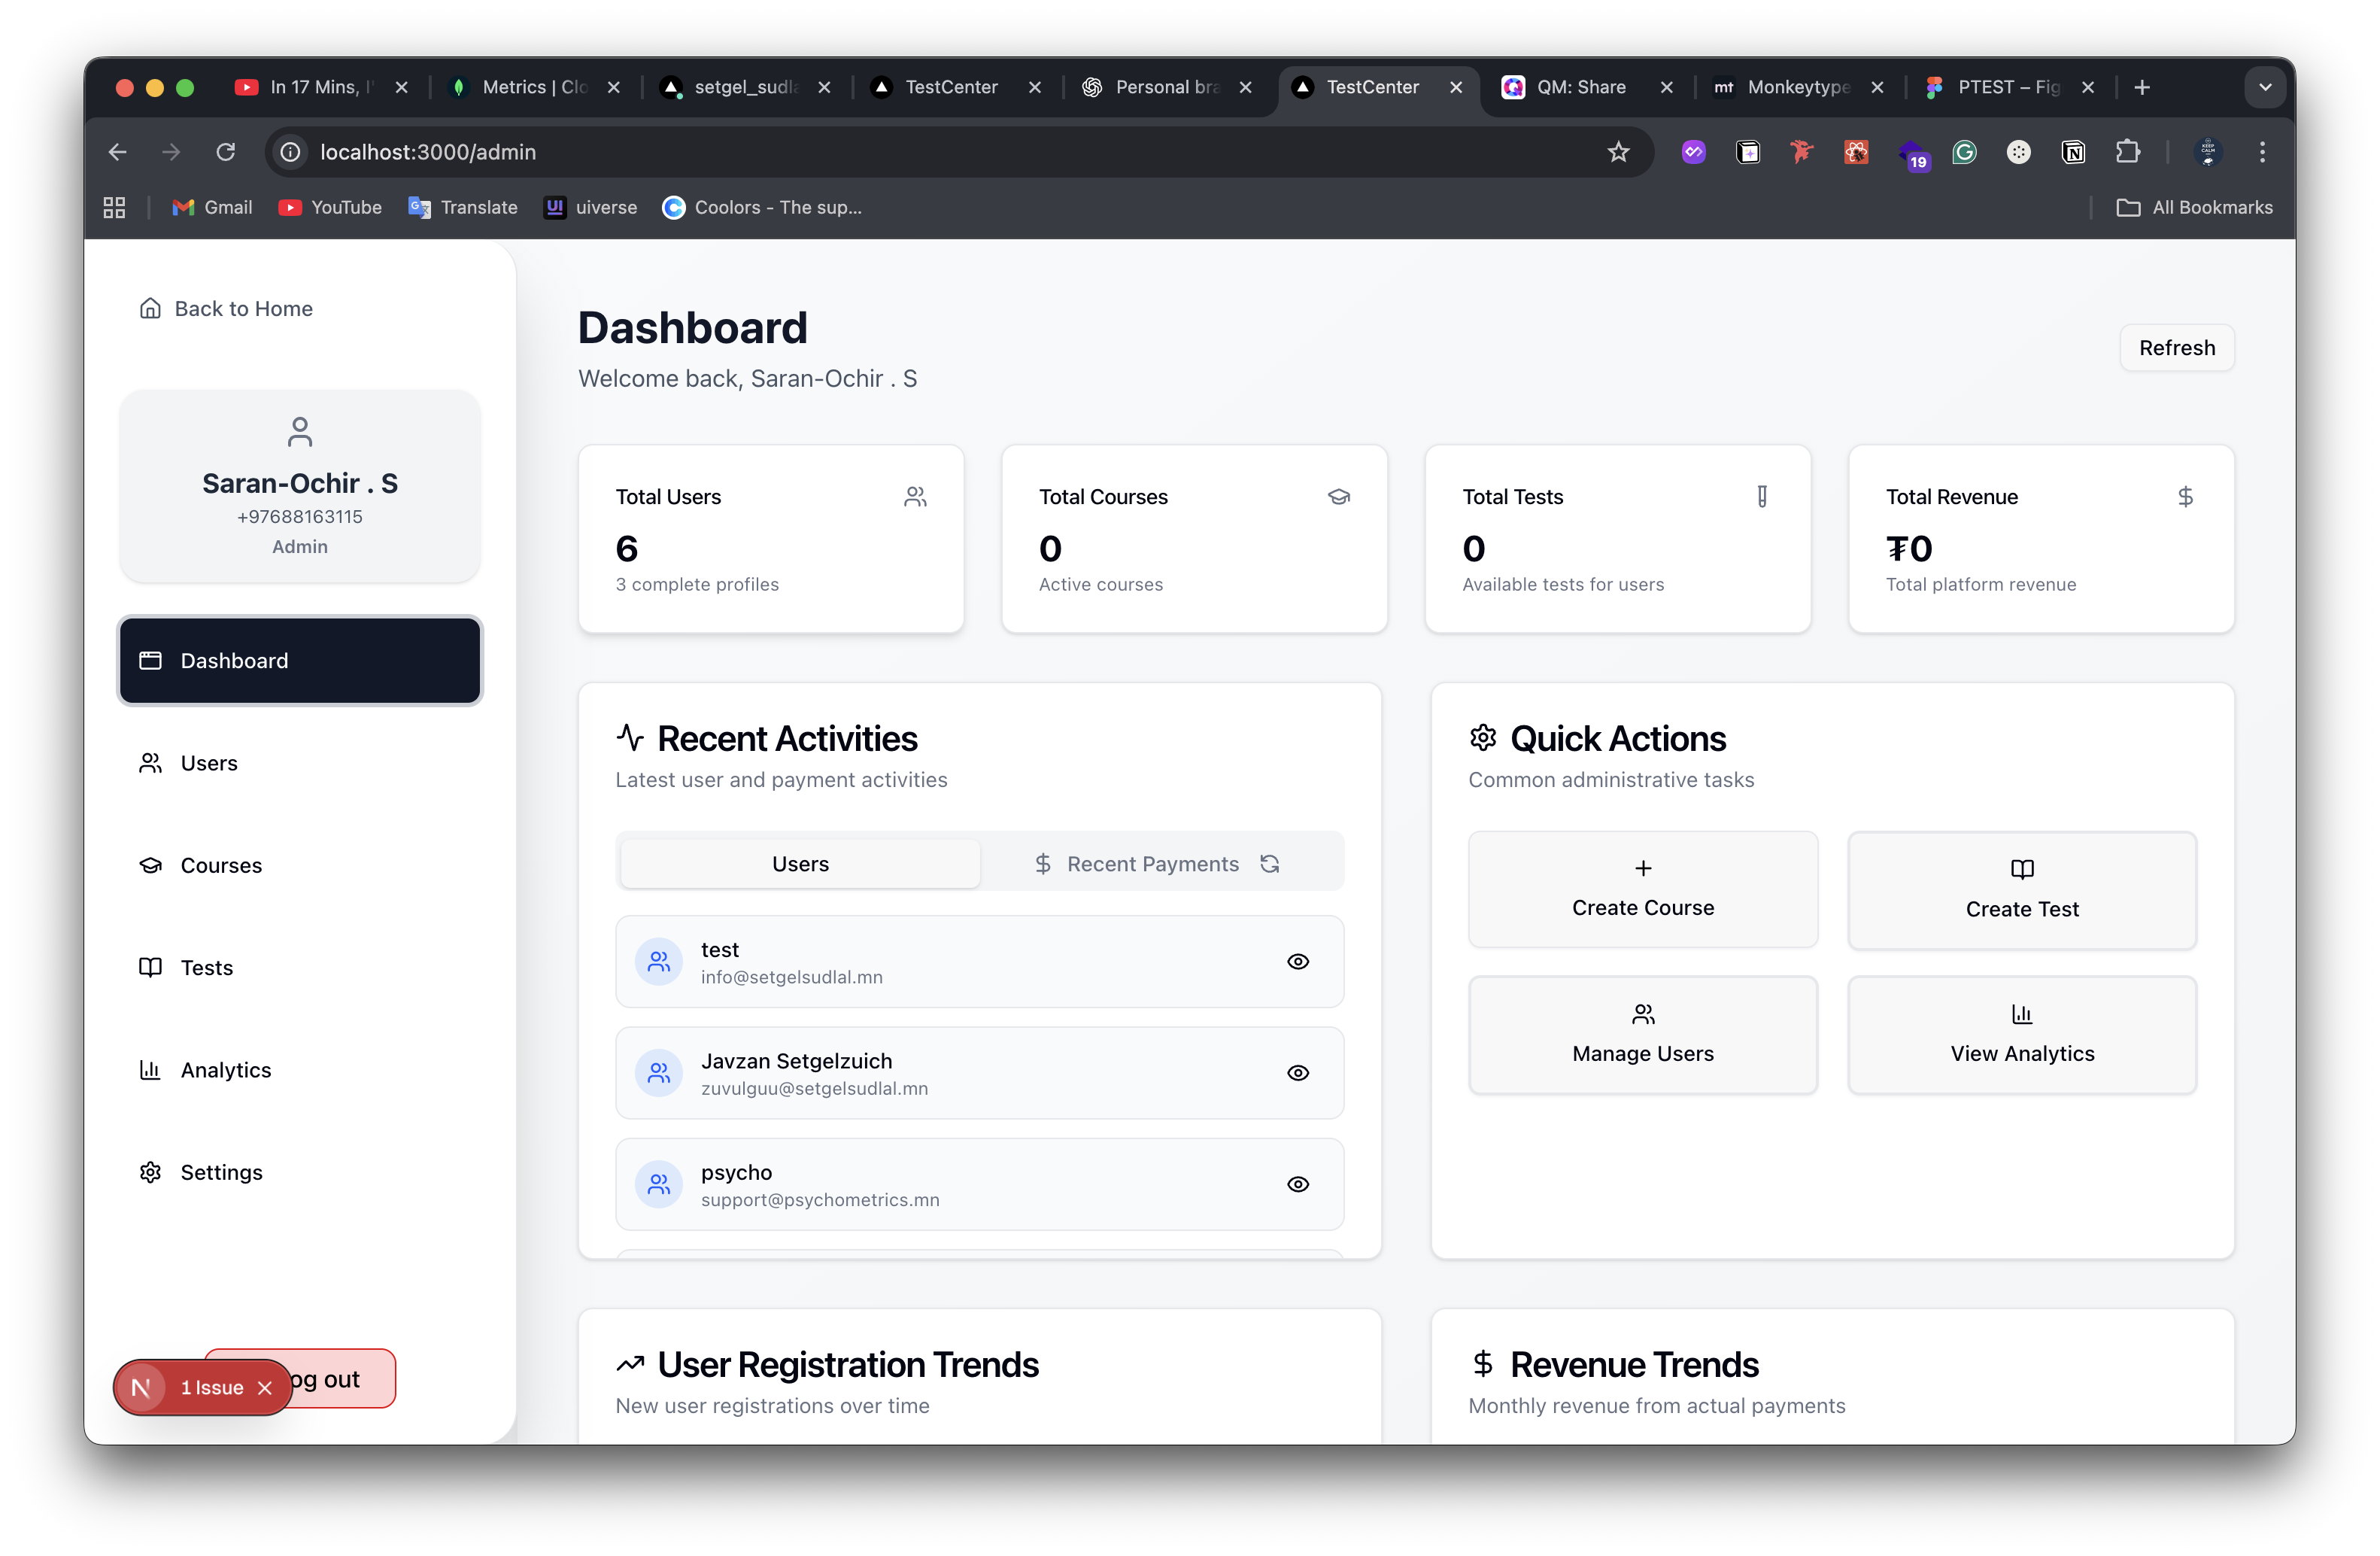 In 17 Mins, I'
Metrics | Clo
setgel_sudla
TestCenter
Personal bra
TestCenter
QM: Share
mt Monkeytype
PTEST – Fig
localhost:3000/admin
19
Gmail
YouTube
Translate
uiverse
Coolors - The sup...
All Bookmarks
Back to Home
Saran-Ochir . S
+97688163115
Admin
Dashboard
Users
Courses
Tests
Analytics
Settings
og out
N 1 Issue
Dashboard
Welcome back, Saran-Ochir . S
Refresh
Total Users
6
3 complete profiles
Total Courses
0
Active courses
Total Tests
0
Available tests for users
Total Revenue
₮0
Total platform revenue
Recent Activities
Latest user and payment activities
Users
Recent Payments
test
info@setgelsudlal.mn
Javzan Setgelzuich
zuvulguu@setgelsudlal.mn
psycho
support@psychometrics.mn
Quick Actions
Common administrative tasks
Create Course
Create Test
Manage Users
View Analytics
User Registration Trends
New user registrations over time
Revenue Trends
Monthly revenue from actual payments